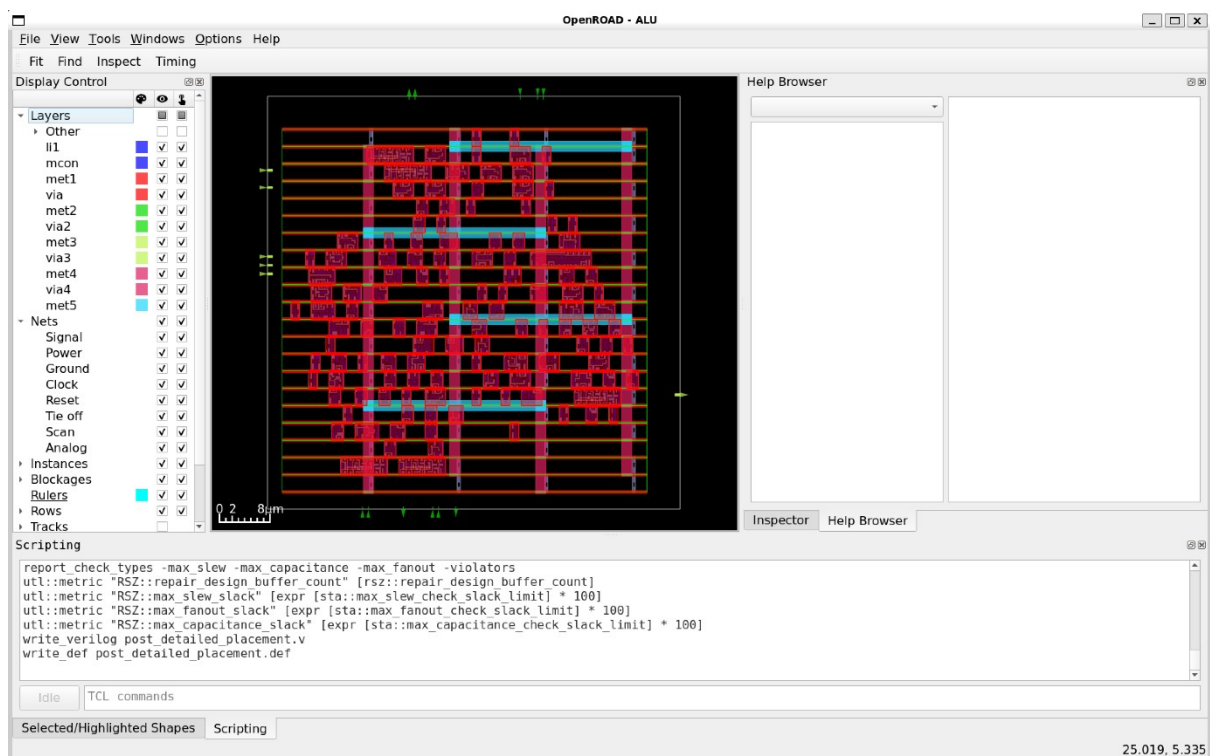 OpenROAD - ALU
File View Tools Windows Options Help
Fit Find Inspect Timing
Display Control
Layers
Other
li1
mcon
met1
via
met2
via2
met3
via3
met4
via4
met5
Nets
Signal
Power
Ground
Clock
Reset
Tie off
Scan
Analog
Instances
Blockages
Rulers
Rows
Tracks
0 2 8μm
Help Browser
Inspector Help Browser
Scripting
report_check_types -max_slew -max_capacitance -max_fanout -violators
utl::metric "RSZ::repair_design_buffer_count" [rsz::repair_design_buffer_count]
utl::metric "RSZ::max_slew_slack" [expr [sta::max_slew_check_slack_limit] * 100]
utl::metric "RSZ::max_fanout_slack" [expr [sta::max_fanout_check_slack_limit] * 100]
utl::metric "RSZ::max_capacitance_slack" [expr [sta::max_capacitance_check_slack_limit] * 100]
write_verilog post_detailed_placement.v
write_def post_detailed_placement.def
Idle TCL commands
Selected/Highlighted Shapes Scripting
25.019, 5.335